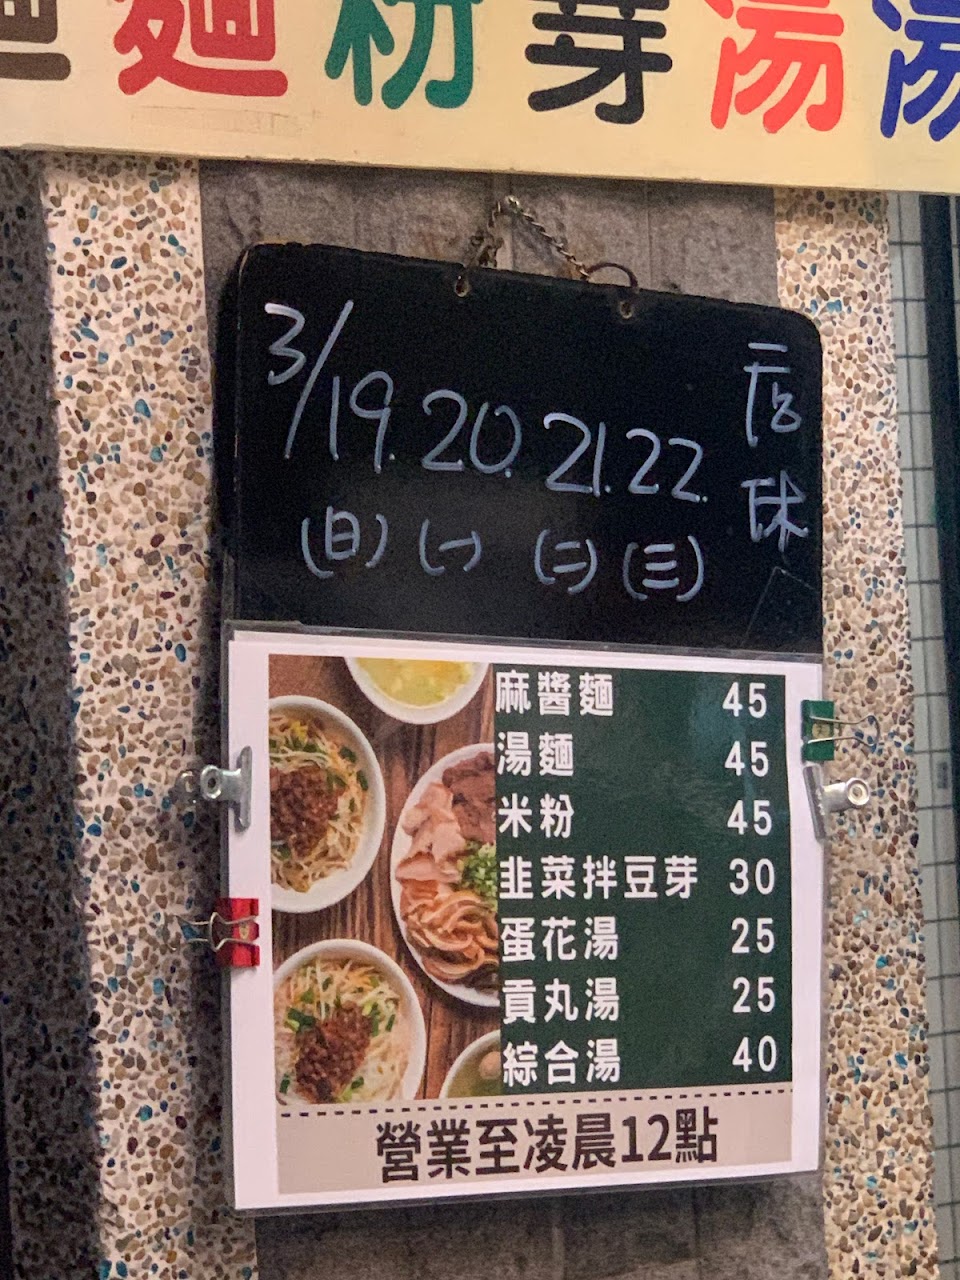 麵粉芽湯湯
3/19.20.21.22. 店休
(日) (一) (二) (三)
麻醬麵 45
湯麵 45
米粉 45
韭菜拌豆芽 30
蛋花湯 25
貢丸湯 25
綜合湯 40
營業至凌晨12點